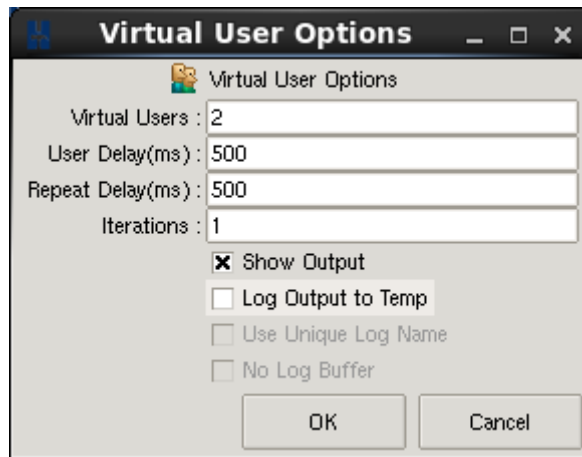 Virtual User Options
Virtual User Options
Virtual Users : 2
User Delay(ms) : 500
Repeat Delay(ms) : 500
Iterations : 1
Show Output
Log Output to Temp
Use Unique Log Name
No Log Buffer
OK Cancel